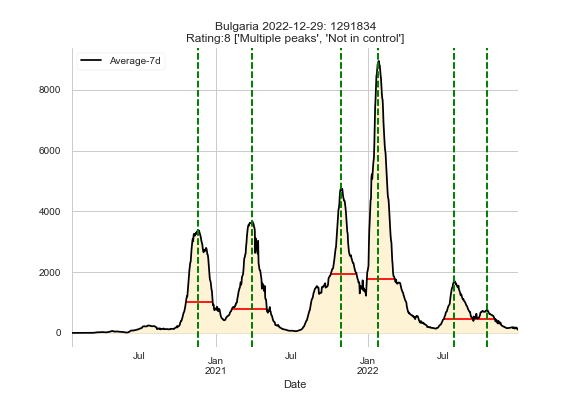 Bulgaria 2022-12-29: 1291834
Rating:8 ['Multiple peaks', 'Not in control']
Average-7d
8000
6000
4000
2000
0
Jul
Jan
2021
Jul
Jan
2022
Jul
Date